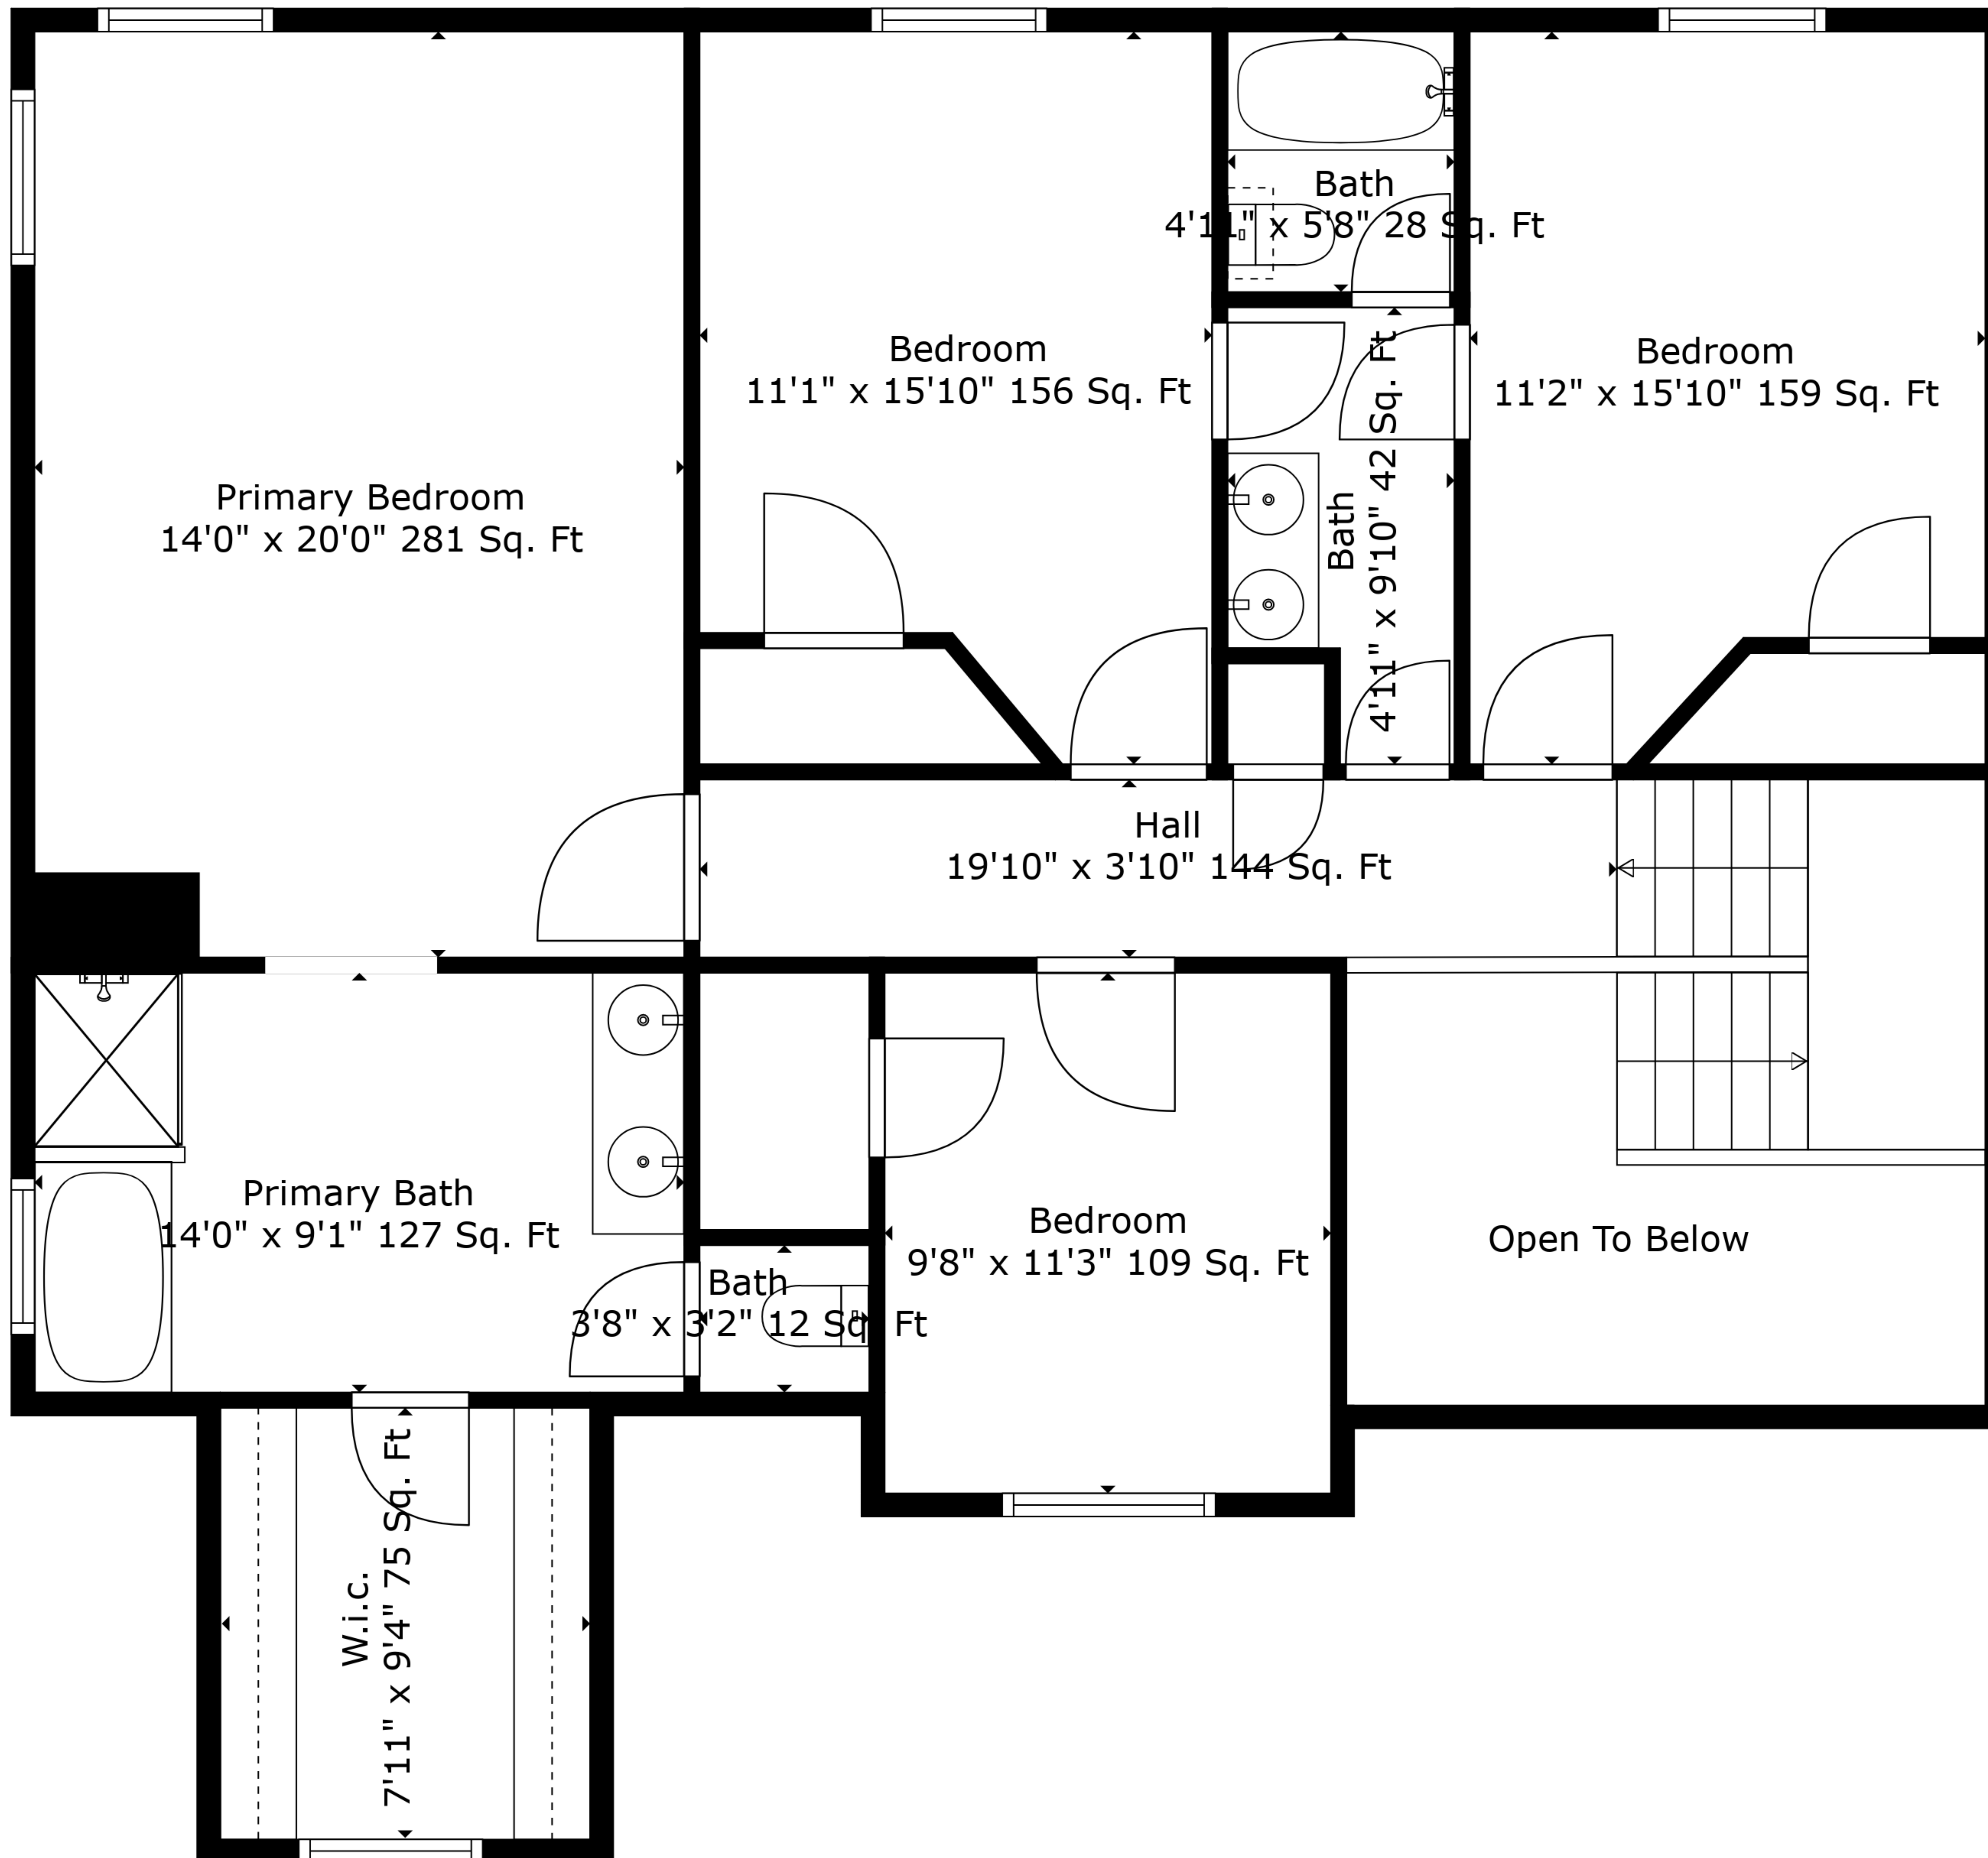 Bath
4'11" x 5'8" 28 Sq. Ft
Bedroom
11'1" x 15'10" 156 Sq. Ft
Bedroom
11'2" x 15'10" 159 Sq. Ft
Primary Bedroom
14'0" x 20'0" 281 Sq. Ft
Bath
4'11" x 9'10" 42 Sq. Ft
Hall
19'10" x 3'10" 144 Sq. Ft
Primary Bath
14'0" x 9'1" 127 Sq. Ft
Bedroom
9'8" x 11'3" 109 Sq. Ft
Open To Below
Bath
3'8" x 3'2" 12 Sq. Ft
W.i.c.
7'11" x 9'4" 75 Sq. Ft